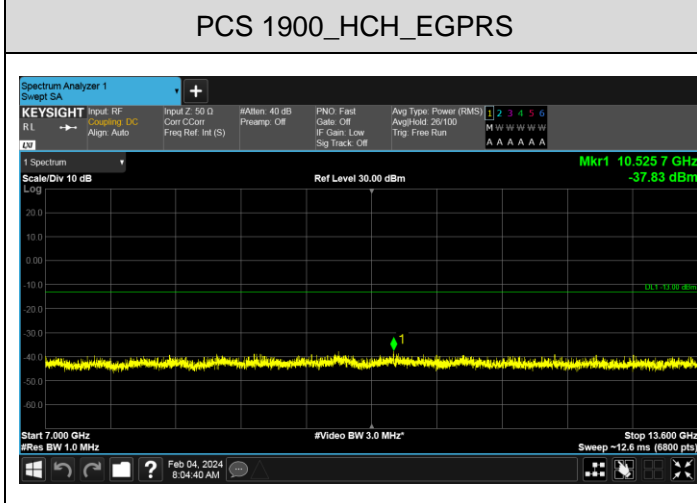 PCS 1900_HCH_EGPRS
Spectrum Analyzer 1
Swept SA
KEYSIGHT
RL
LXI
Input: RF
Coupling: DC
Align: Auto
Input Z: 50 Ω
Corr CCorr
Freq Ref: Int (S)
#Atten: 40 dB
Preamp: Off
PNO: Fast
Gate: Off
IF Gain: Low
Sig Track: Off
Avg Type: Power (RMS)
Avg|Hold: 26/100
Trig: Free Run
1 2 3 4 5 6
M W W W W W
A A A A A A
1 Spectrum
Mkr1 10.525 7 GHz
Scale/Div 10 dB
Ref Level 30.00 dBm
-37.83 dBm
Log
20.0
10.0
0.00
-10.0
DL1 -13.00 dBm
-20.0
-30.0
1
-40.0
-50.0
-60.0
Start 7.000 GHz
#Video BW 3.0 MHz*
Stop 13.600 GHz
#Res BW 1.0 MHz
Sweep ~12.6 ms (6800 pts)
?
Feb 04, 2024
8:04:40 AM